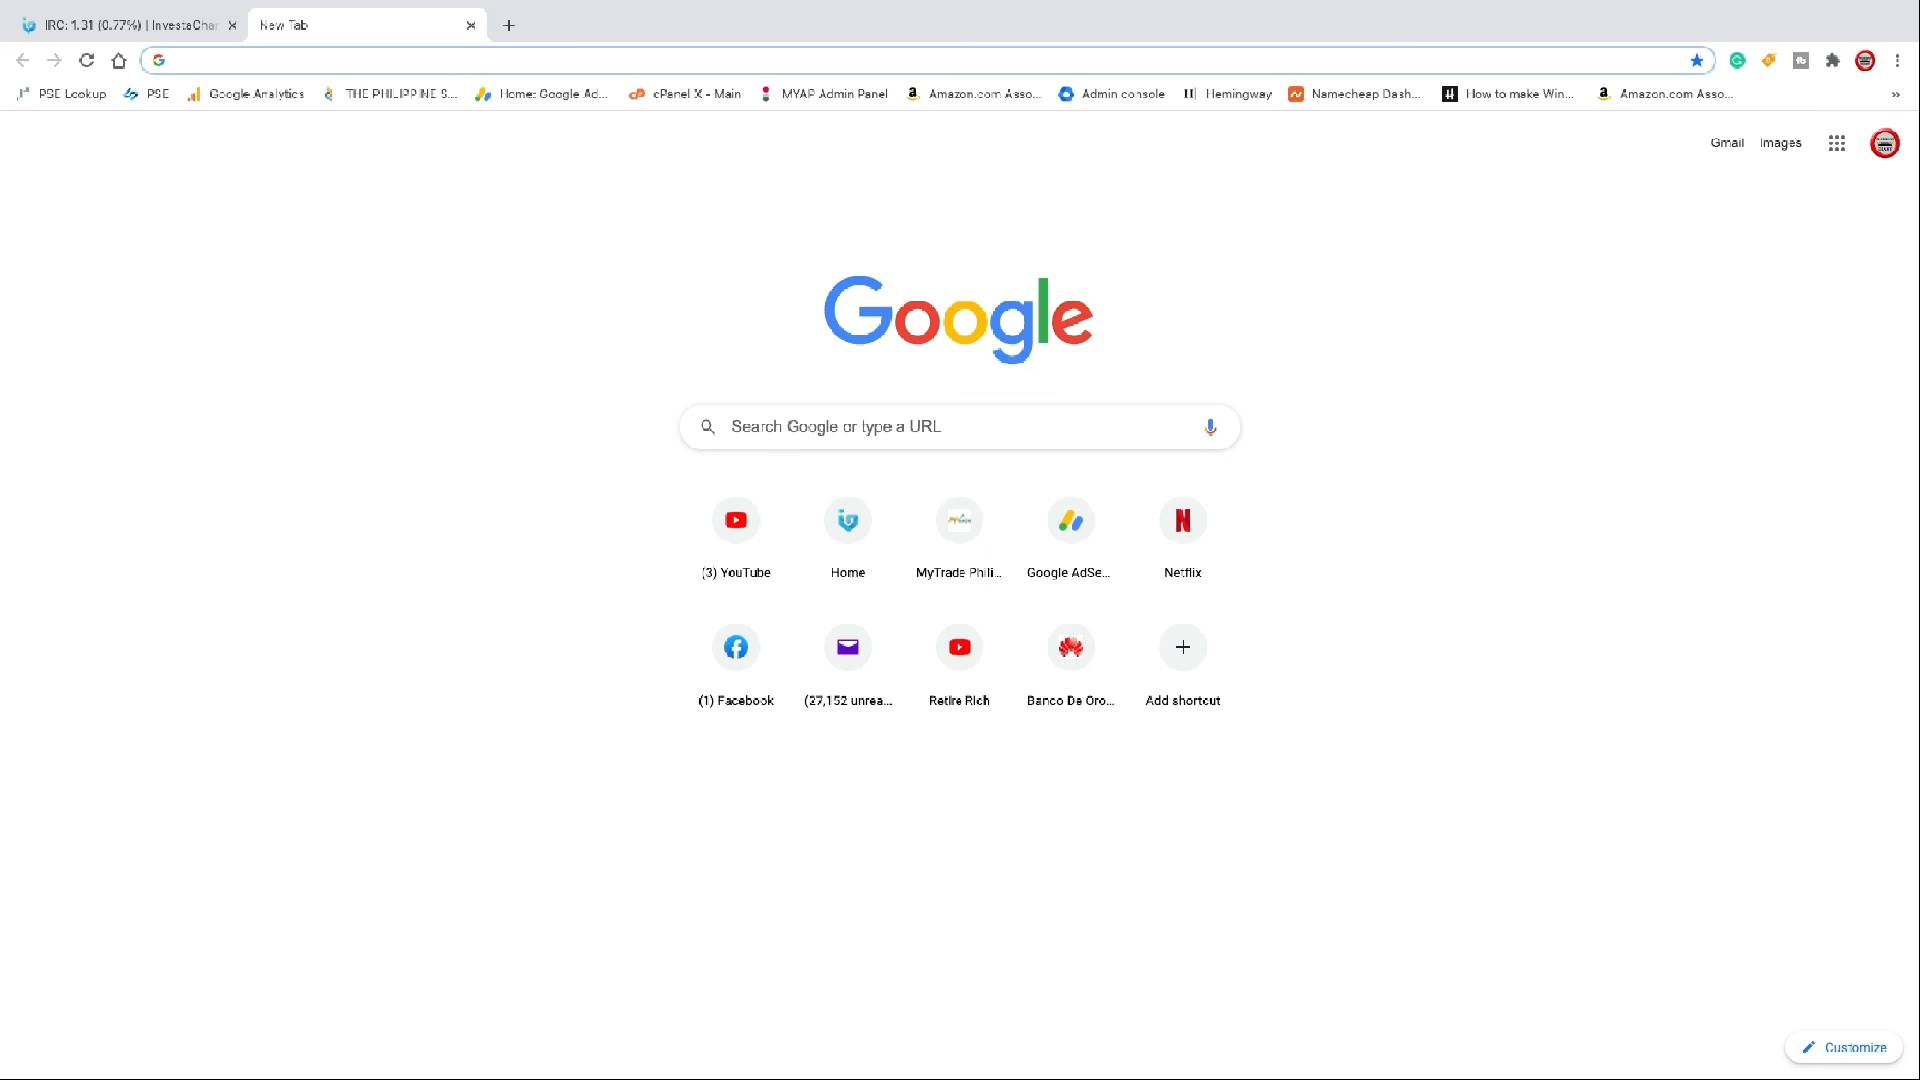 IRC: 1.31 (0.77%) | InvestaChar
New Tab
PSE Lookup
PSE
Google Analytics
THE PHILIPPINE S...
Home: Google Ad...
cPanel X - Main
MYAP Admin Panel
Amazon.com Asso...
Admin console
Hemingway
Namecheap Dash...
How to make Win...
Amazon.com Asso...
Gmail
Images
Google
Search Google or type a URL
(3) YouTube
Home
MyTrade Phili...
Google AdSe...
Netflix
(1) Facebook
(27,152 unrea...
Retire Rich
Banco De Oro...
Add shortcut
Customize